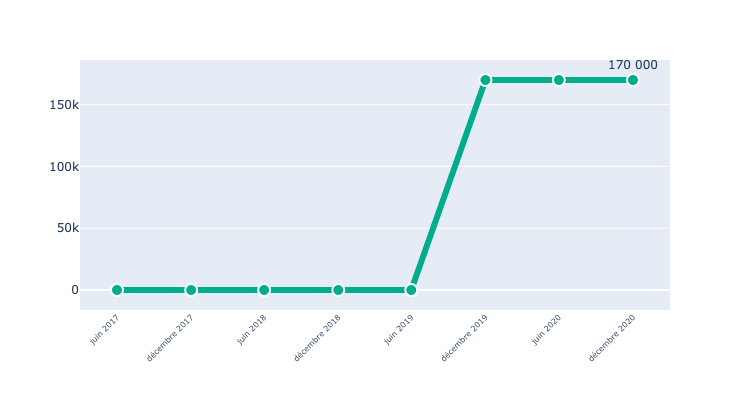 170 000
150k
100k
50k
0
juin 2017
décembre 2017
juin 2018
décembre 2018
juin 2019
décembre 2019
juin 2020
décembre 2020